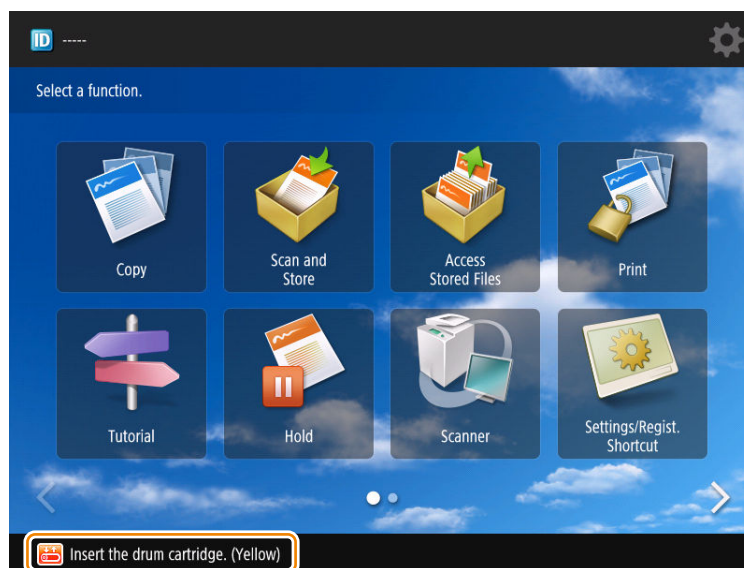 ID -----
Select a function.
Copy
Scan and
Store
Access
Stored Files
Print
Tutorial
Hold
Scanner
Settings/Regist.
Shortcut
Insert the drum cartridge. (Yellow)